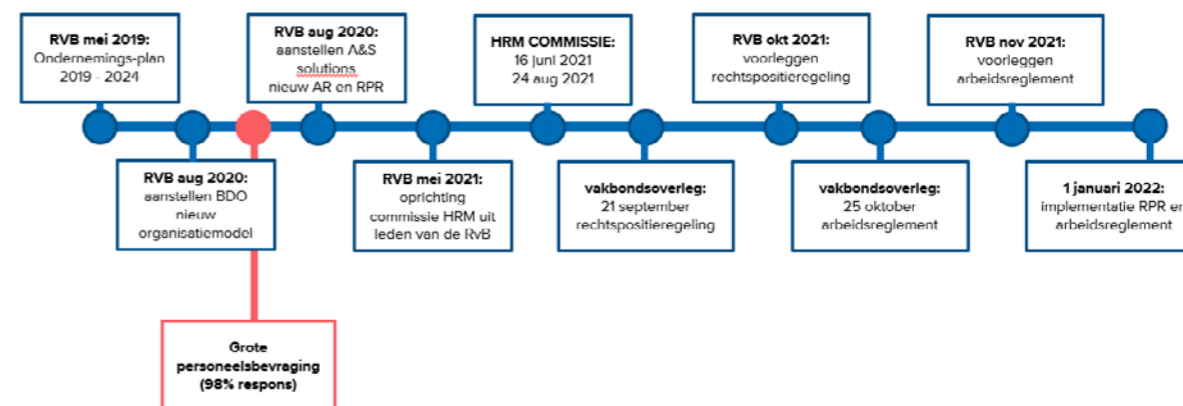 RVB mei 2019:
Ondernemings-plan
2019 - 2024
RVB aug 2020:
aanstellen BDO
nieuw
organisatiemodel
Grote
personeelsbevraging
(98% respons)
RVB aug 2020:
aanstellen A&S
solutions
nieuw AR en RPR
RVB mei 2021:
oprichting
commissie HRM uit
leden van de RvB
HRM COMMISSIE:
16 juni 2021
24 aug 2021
vakbondsoverleg:
21 september
rechtspositieregeling
RVB okt 2021:
voorleggen
rechtspositieregeling
vakbondsoverleg:
25 oktober
arbeidsreglement
RVB nov 2021:
voorleggen
arbeidsreglement
1 januari 2022:
implementatie RPR en
arbeidsreglement